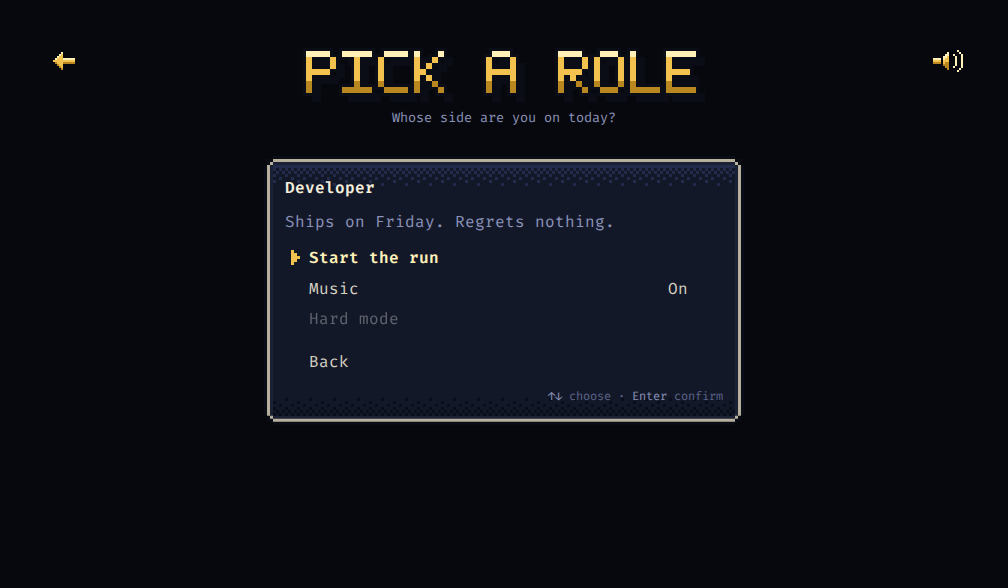 PICK A ROLE
Whose side are you on today?
Developer
Ships on Friday. Regrets nothing.
Start the run
Music On
Hard mode
Back
↑↓ choose · Enter confirm